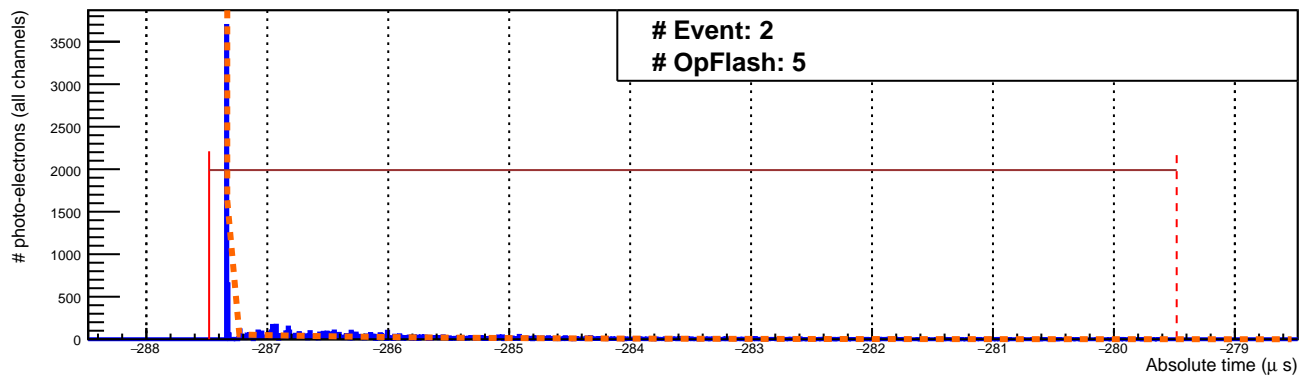 # Event: 2
# OpFlash: 5
# photo-electrons (all channels)
3500
3000
2500
2000
1500
1000
500
0
−288 −287 −286 −285 −284 −283 −282 −281 −280 −279
Absolute time (μ s)